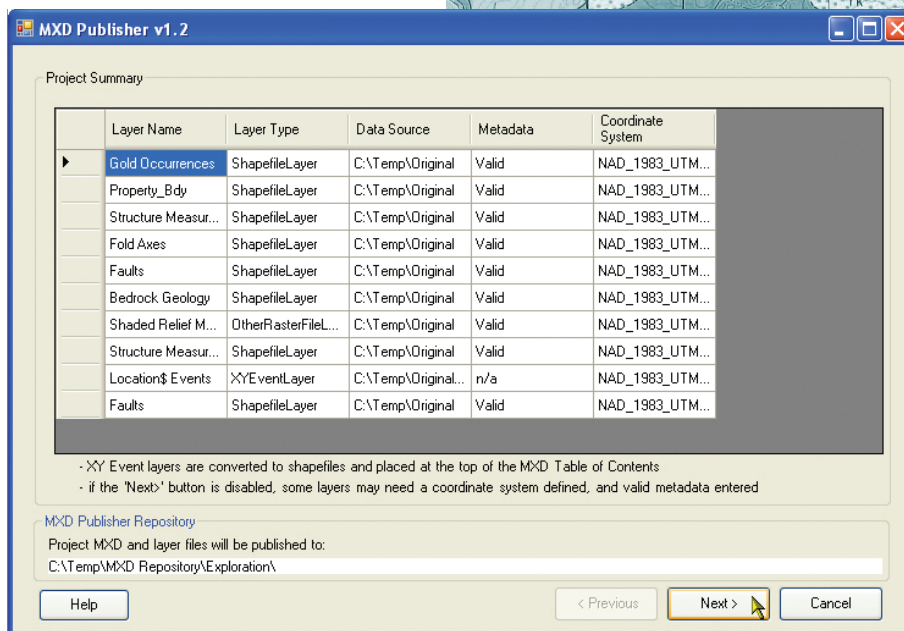 MXD Publisher v1.2
Project Summary
Layer Name Layer Type Data Source Metadata Coordinate System
Gold Occurrences ShapefileLayer C:\Temp\Original Valid NAD_1983_UTM...
Property_Bdy ShapefileLayer C:\Temp\Original Valid NAD_1983_UTM...
Structure Measur... ShapefileLayer C:\Temp\Original Valid NAD_1983_UTM...
Fold Axes ShapefileLayer C:\Temp\Original Valid NAD_1983_UTM...
Faults ShapefileLayer C:\Temp\Original Valid NAD_1983_UTM...
Bedrock Geology ShapefileLayer C:\Temp\Original Valid NAD_1983_UTM...
Shaded Relief M... OtherRasterFileL... C:\Temp\Original Valid NAD_1983_UTM...
Structure Measur... ShapefileLayer C:\Temp\Original Valid NAD_1983_UTM...
Location$ Events XYEventLayer C:\Temp\Original... n/a NAD_1983_UTM...
Faults ShapefileLayer C:\Temp\Original Valid NAD_1983_UTM...
- XY Event layers are converted to shapefiles and placed at the top of the MXD Table of Contents
- if the 'Next>' button is disabled, some layers may need a coordinate system defined, and valid metadata entered
MXD Publisher Repository
Project MXD and layer files will be published to:
C:\Temp\MXD Repository\Exploration\
Help < Previous Next > Cancel